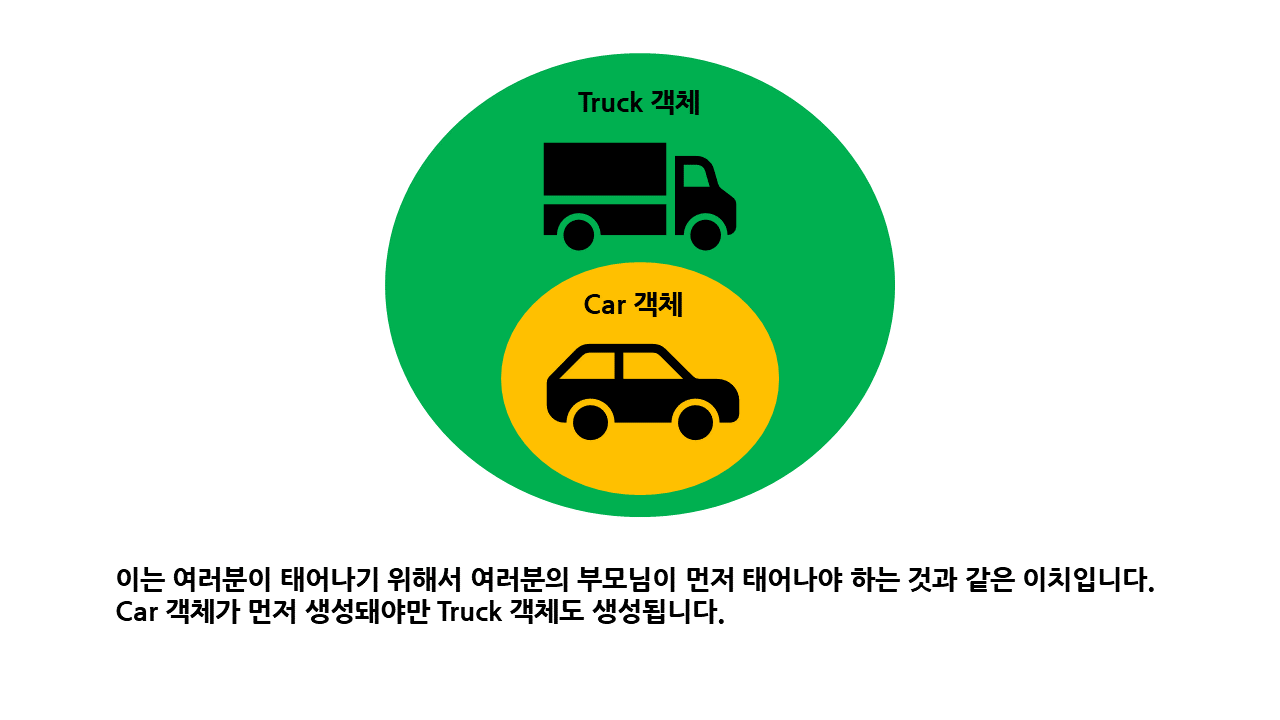 Truck 객체
Car 객체
이는 여러분이 태어나기 위해서 여러분의 부모님이 먼저 태어나야 하는 것과 같은 이치입니다.
Car 객체가 먼저 생성돼야만 Truck 객체도 생성됩니다.